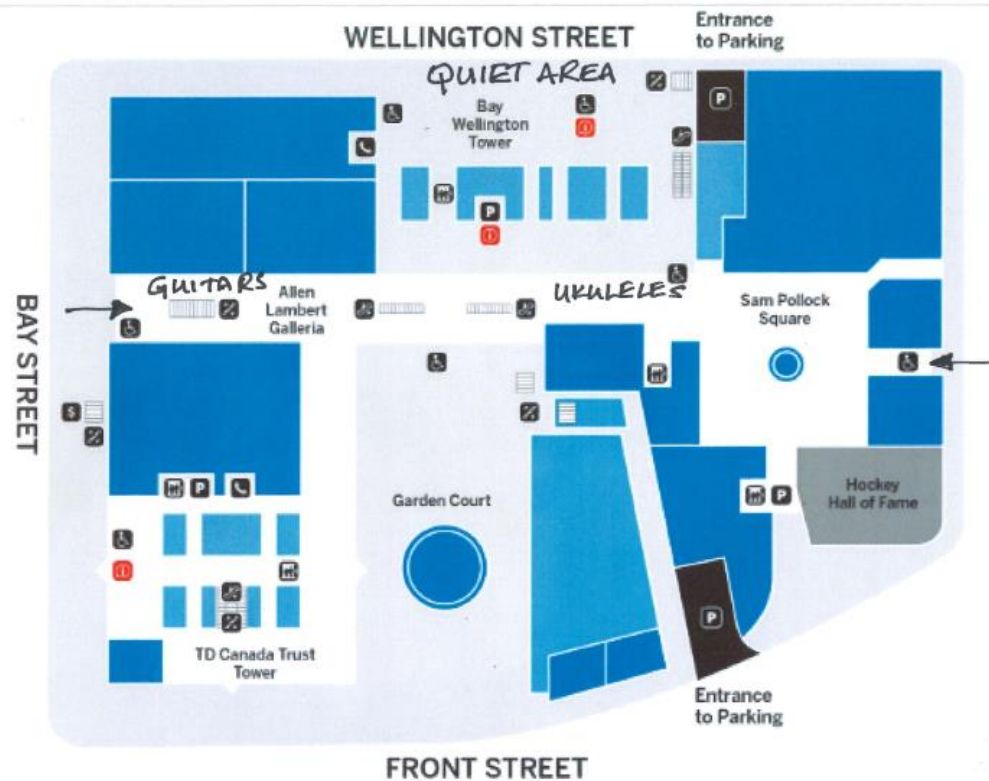 Entrance
to Parking
WELLINGTON STREET
QUIET AREA
P
Bay
Wellington
Tower
P
GUITARS
Allen
Lambert
Galleria
UKULELES
Sam Pollock
Square
BAY STREET
$
P
Garden Court
P
Hockey
Hall of Fame
P
TD Canada Trust
Tower
Entrance
to Parking
FRONT STREET